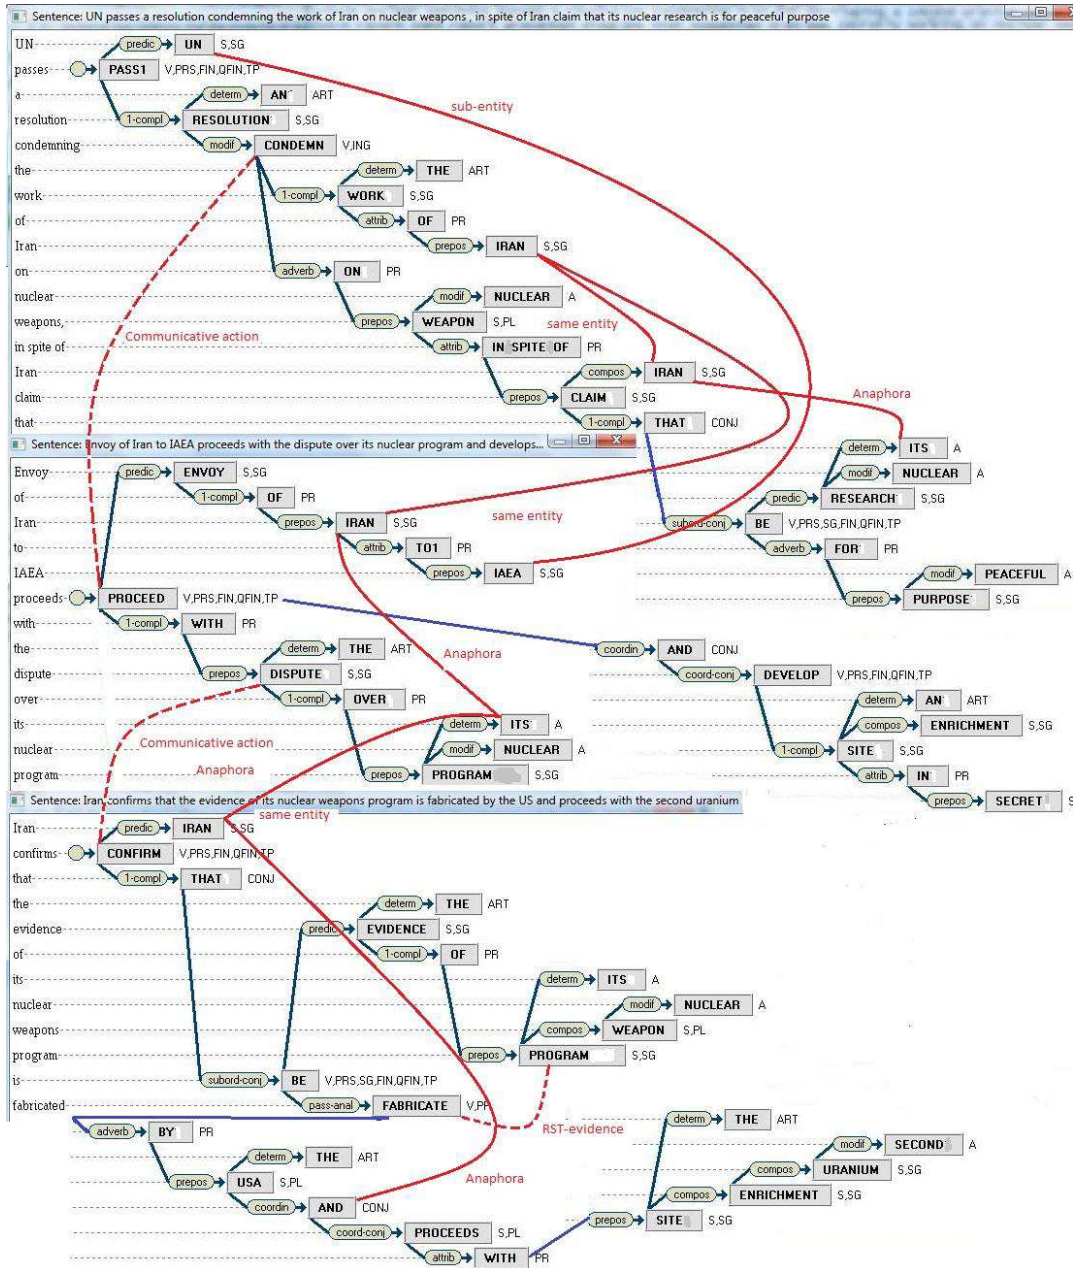 Sentence: UN passes a resolution condemning the work of Iran on nuclear weapons , in spite of Iran claim that its nuclear research is for peaceful purpose
UN predic UN S,SG
passes PASS1 V,PRS,FIN,QFIN,TP
a determ AN ART
sub-entity
resolution 1-compl RESOLUTION S,SG
condemning modif CONDEMN V,ING
the determ THE ART
work 1-compl WORK S,SG
of attrib OF PR
Iran prepos IRAN S,SG
on adverb ON PR
nuclear modif NUCLEAR A
weapons, prepos WEAPON S,PL
Communicative action
same entity
in spite of attrib IN SPITE OF PR
Iran compos IRAN S,SG
claim prepos CLAIM S,SG
Anaphora
that 1-compl THAT CONJ
Sentence: Envoy of Iran to IAEA proceeds with the dispute over its nuclear program and develops...
determ ITS A
Envoy predic ENVOY S,SG
modif NUCLEAR A
of 1-compl OF PR
predic RESEARCH S,SG
Iran prepos IRAN S,SG
same entity
subord-conj BE V,PRS,SG,FIN,QFIN,TP
to attrib TO1 PR
adverb FOR PR
IAEA prepos IAEA S,SG
modif PEACEFUL A
proceeds PROCEED V,PRS,FIN,QFIN,TP
prepos PURPOSE S,SG
with 1-compl WITH PR
the determ THE ART
coordin AND CONJ
Anaphora
dispute prepos DISPUTE S,SG
coord-conj DEVELOP V,PRS,FIN,QFIN,TP
over 1-compl OVER PR
determ AN ART
its determ ITS A
compos ENRICHMENT S,SG
Communicative action
nuclear modif NUCLEAR A
1-compl SITE S,SG
Anaphora
program prepos PROGRAM S,SG
attrib IN PR
prepos SECRET S
Sentence: Iran confirms that the evidence of its nuclear weapons program is fabricated by the US and proceeds with the second uranium
same entity
Iran predic IRAN S,SG
confirms CONFIRM V,PRS,FIN,QFIN,TP
that 1-compl THAT CONJ
the determ THE ART
evidence predic EVIDENCE S,SG
of 1-compl OF PR
its determ ITS A
nuclear modif NUCLEAR A
weapons compos WEAPON S,PL
program prepos PROGRAM S,SG
is subord-conj BE V,PRS,SG,FIN,QFIN,TP
fabricated pass-anal FABRICATE V,PP
RST-evidence
adverb BY PR
determ THE ART
modif SECOND A
determ THE ART
compos URANIUM S,SG
Anaphora
prepos USA S,PL
compos ENRICHMENT S,SG
coordin AND CONJ
prepos SITE S,SG
coord-conj PROCEEDS S,PL
attrib WITH PR